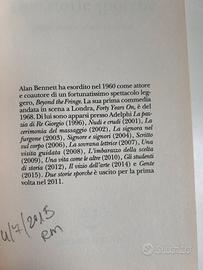 Alan Bennett ha esordito nel 1960 come attore
e coautore di un fortunatissimo spettacolo leg-
gero, Beyond the Fringe. La sua prima commedia
andata in scena a Londra, Forty Years On, è
del 1968. Di lui sono apparsi presso Adelphi La paz-
zia di Re Giorgio (1996), Nudi e crudi (2001), La
cerimonia del massaggio (2002), La signora nel
furgone (2003), Signore e signori (2004), Scritto
sul corpo (2006), La sovrana lettrice (2007), Una
visita guidata (2008), L'imbarazzo della scelta
(2009), Una vita come le altre (2010), Gli studenti
di storia (2012), Il vizio dell'arte (2014) e Gente
(2015). Due storie sporche è uscito per la prima
volta nel 2011.
4/7/2015
RM
subito